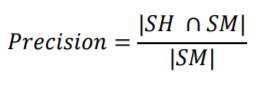 Precision = |SH ∩ SM| / |SM|